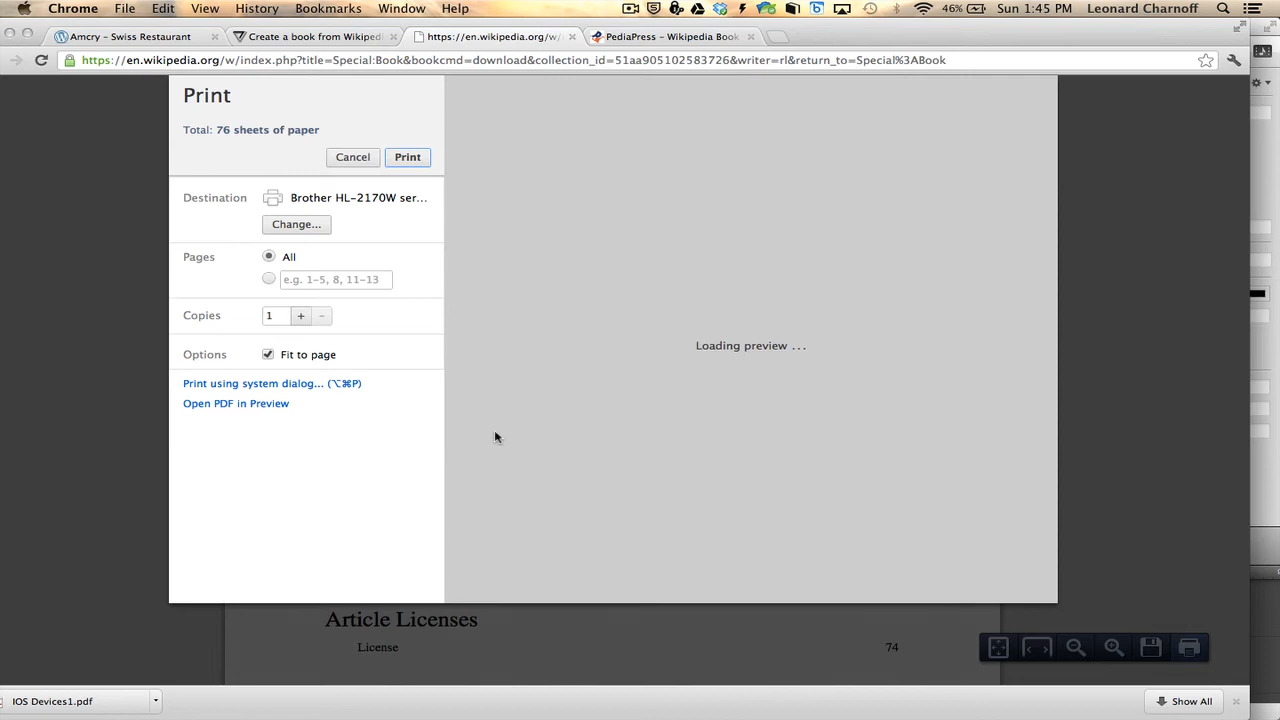 Chrome File Edit View History Bookmarks Window Help 46% Sun 1:45 PM Leonard Charnoff
Amcry – Swiss Restaurant × Create a book from Wikiped × https://en.wikipedia.org/w/ × PediaPress – Wikipedia Book ×
https://en.wikipedia.org/w/index.php?title=Special:Book&bookcmd=download&collection_id=51aa905102583726&writer=rl&return_to=Special%3ABook
Print
Total: 76 sheets of paper
Cancel Print
Destination Brother HL-2170W ser...
Change...
Pages All
e.g. 1-5, 8, 11-13
Copies 1 + -
Options Fit to page
Print using system dialog... (⌥⌘P)
Open PDF in Preview
Loading preview ...
Article Licenses
License 74
IOS Devices1.pdf Show All